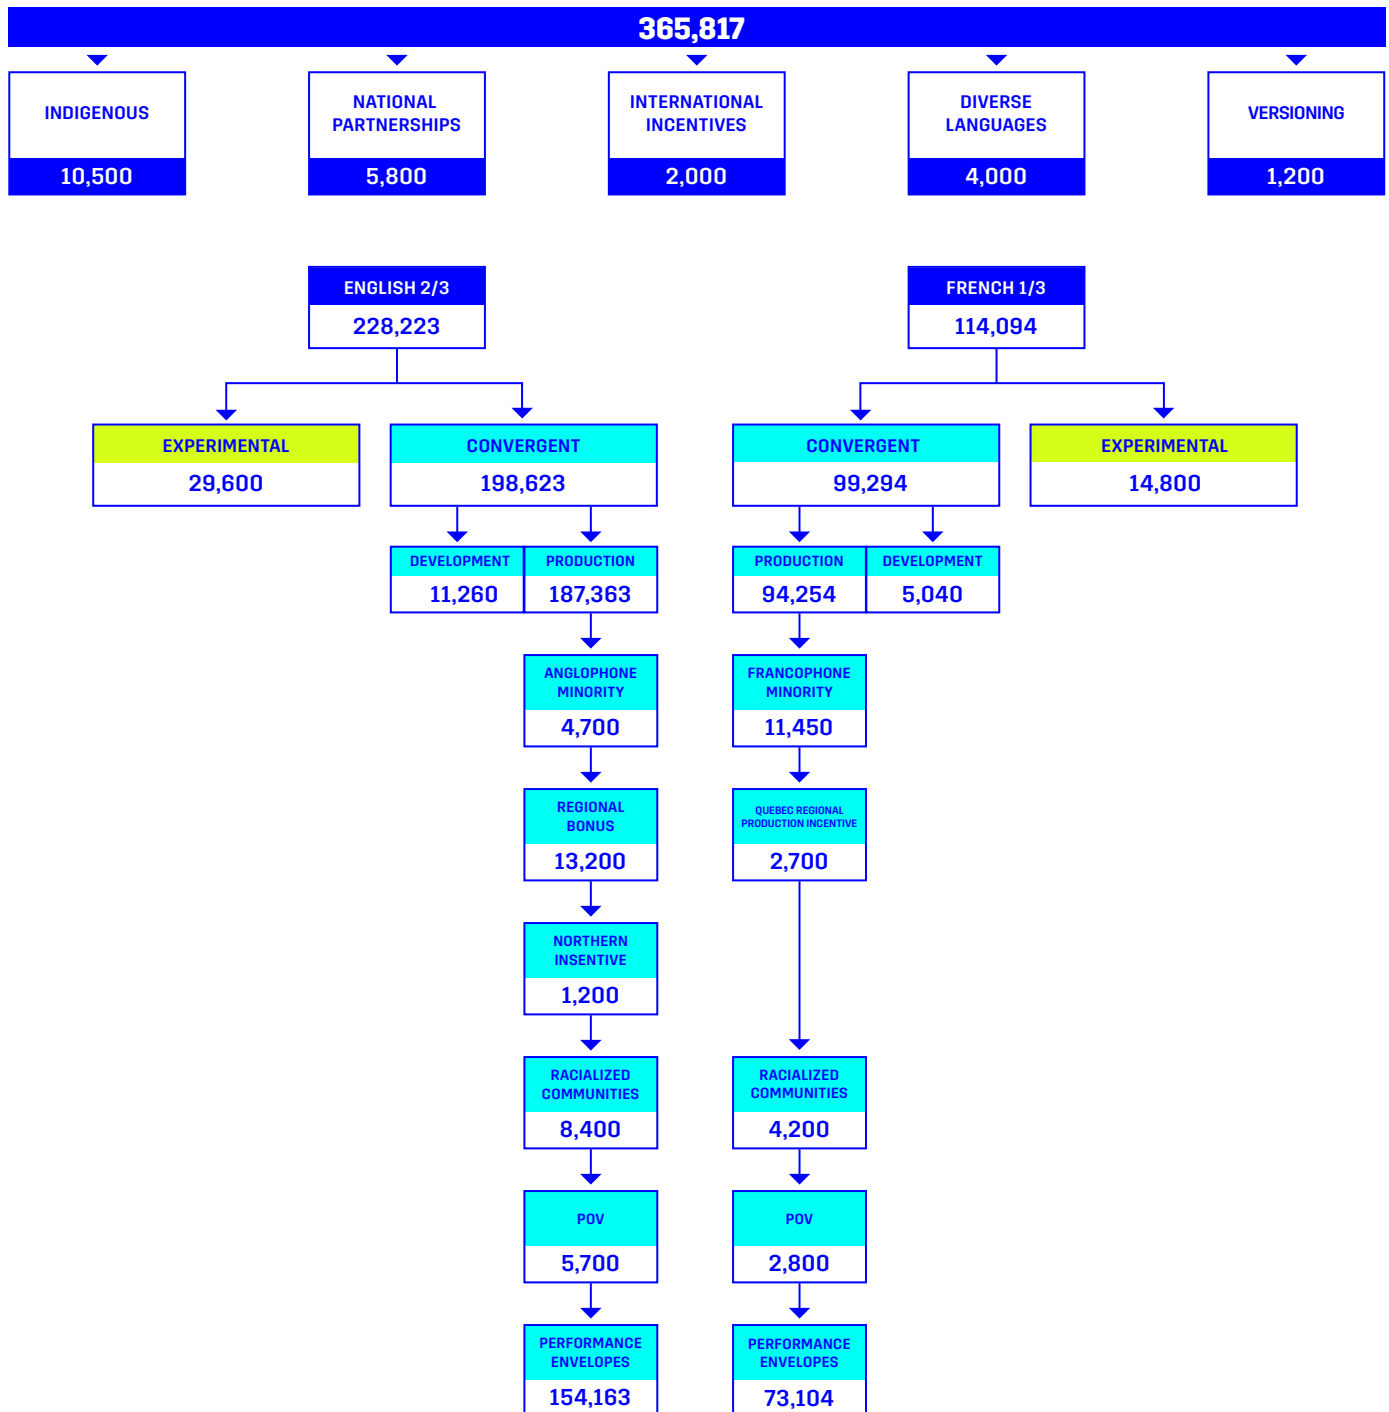 365,817
INDIGENOUS
10,500
NATIONAL
PARTNERSHIPS
5,800
INTERNATIONAL
INCENTIVES
2,000
DIVERSE
LANGUAGES
4,000
VERSIONING
1,200
ENGLISH 2/3
228,223
FRENCH 1/3
114,094
EXPERIMENTAL
29,600
CONVERGENT
198,623
CONVERGENT
99,294
EXPERIMENTAL
14,800
DEVELOPMENT
11,260
PRODUCTION
187,363
PRODUCTION
94,254
DEVELOPMENT
5,040
ANGLOPHONE
MINORITY
4,700
FRANCOPHONE
MINORITY
11,450
REGIONAL
BONUS
13,200
QUEBEC REGIONAL
PRODUCTION INCENTIVE
2,700
NORTHERN
INSENTIVE
1,200
RACIALIZED
COMMUNITIES
8,400
RACIALIZED
COMMUNITIES
4,200
POV
5,700
POV
2,800
PERFORMANCE
ENVELOPES
154,163
PERFORMANCE
ENVELOPES
73,104